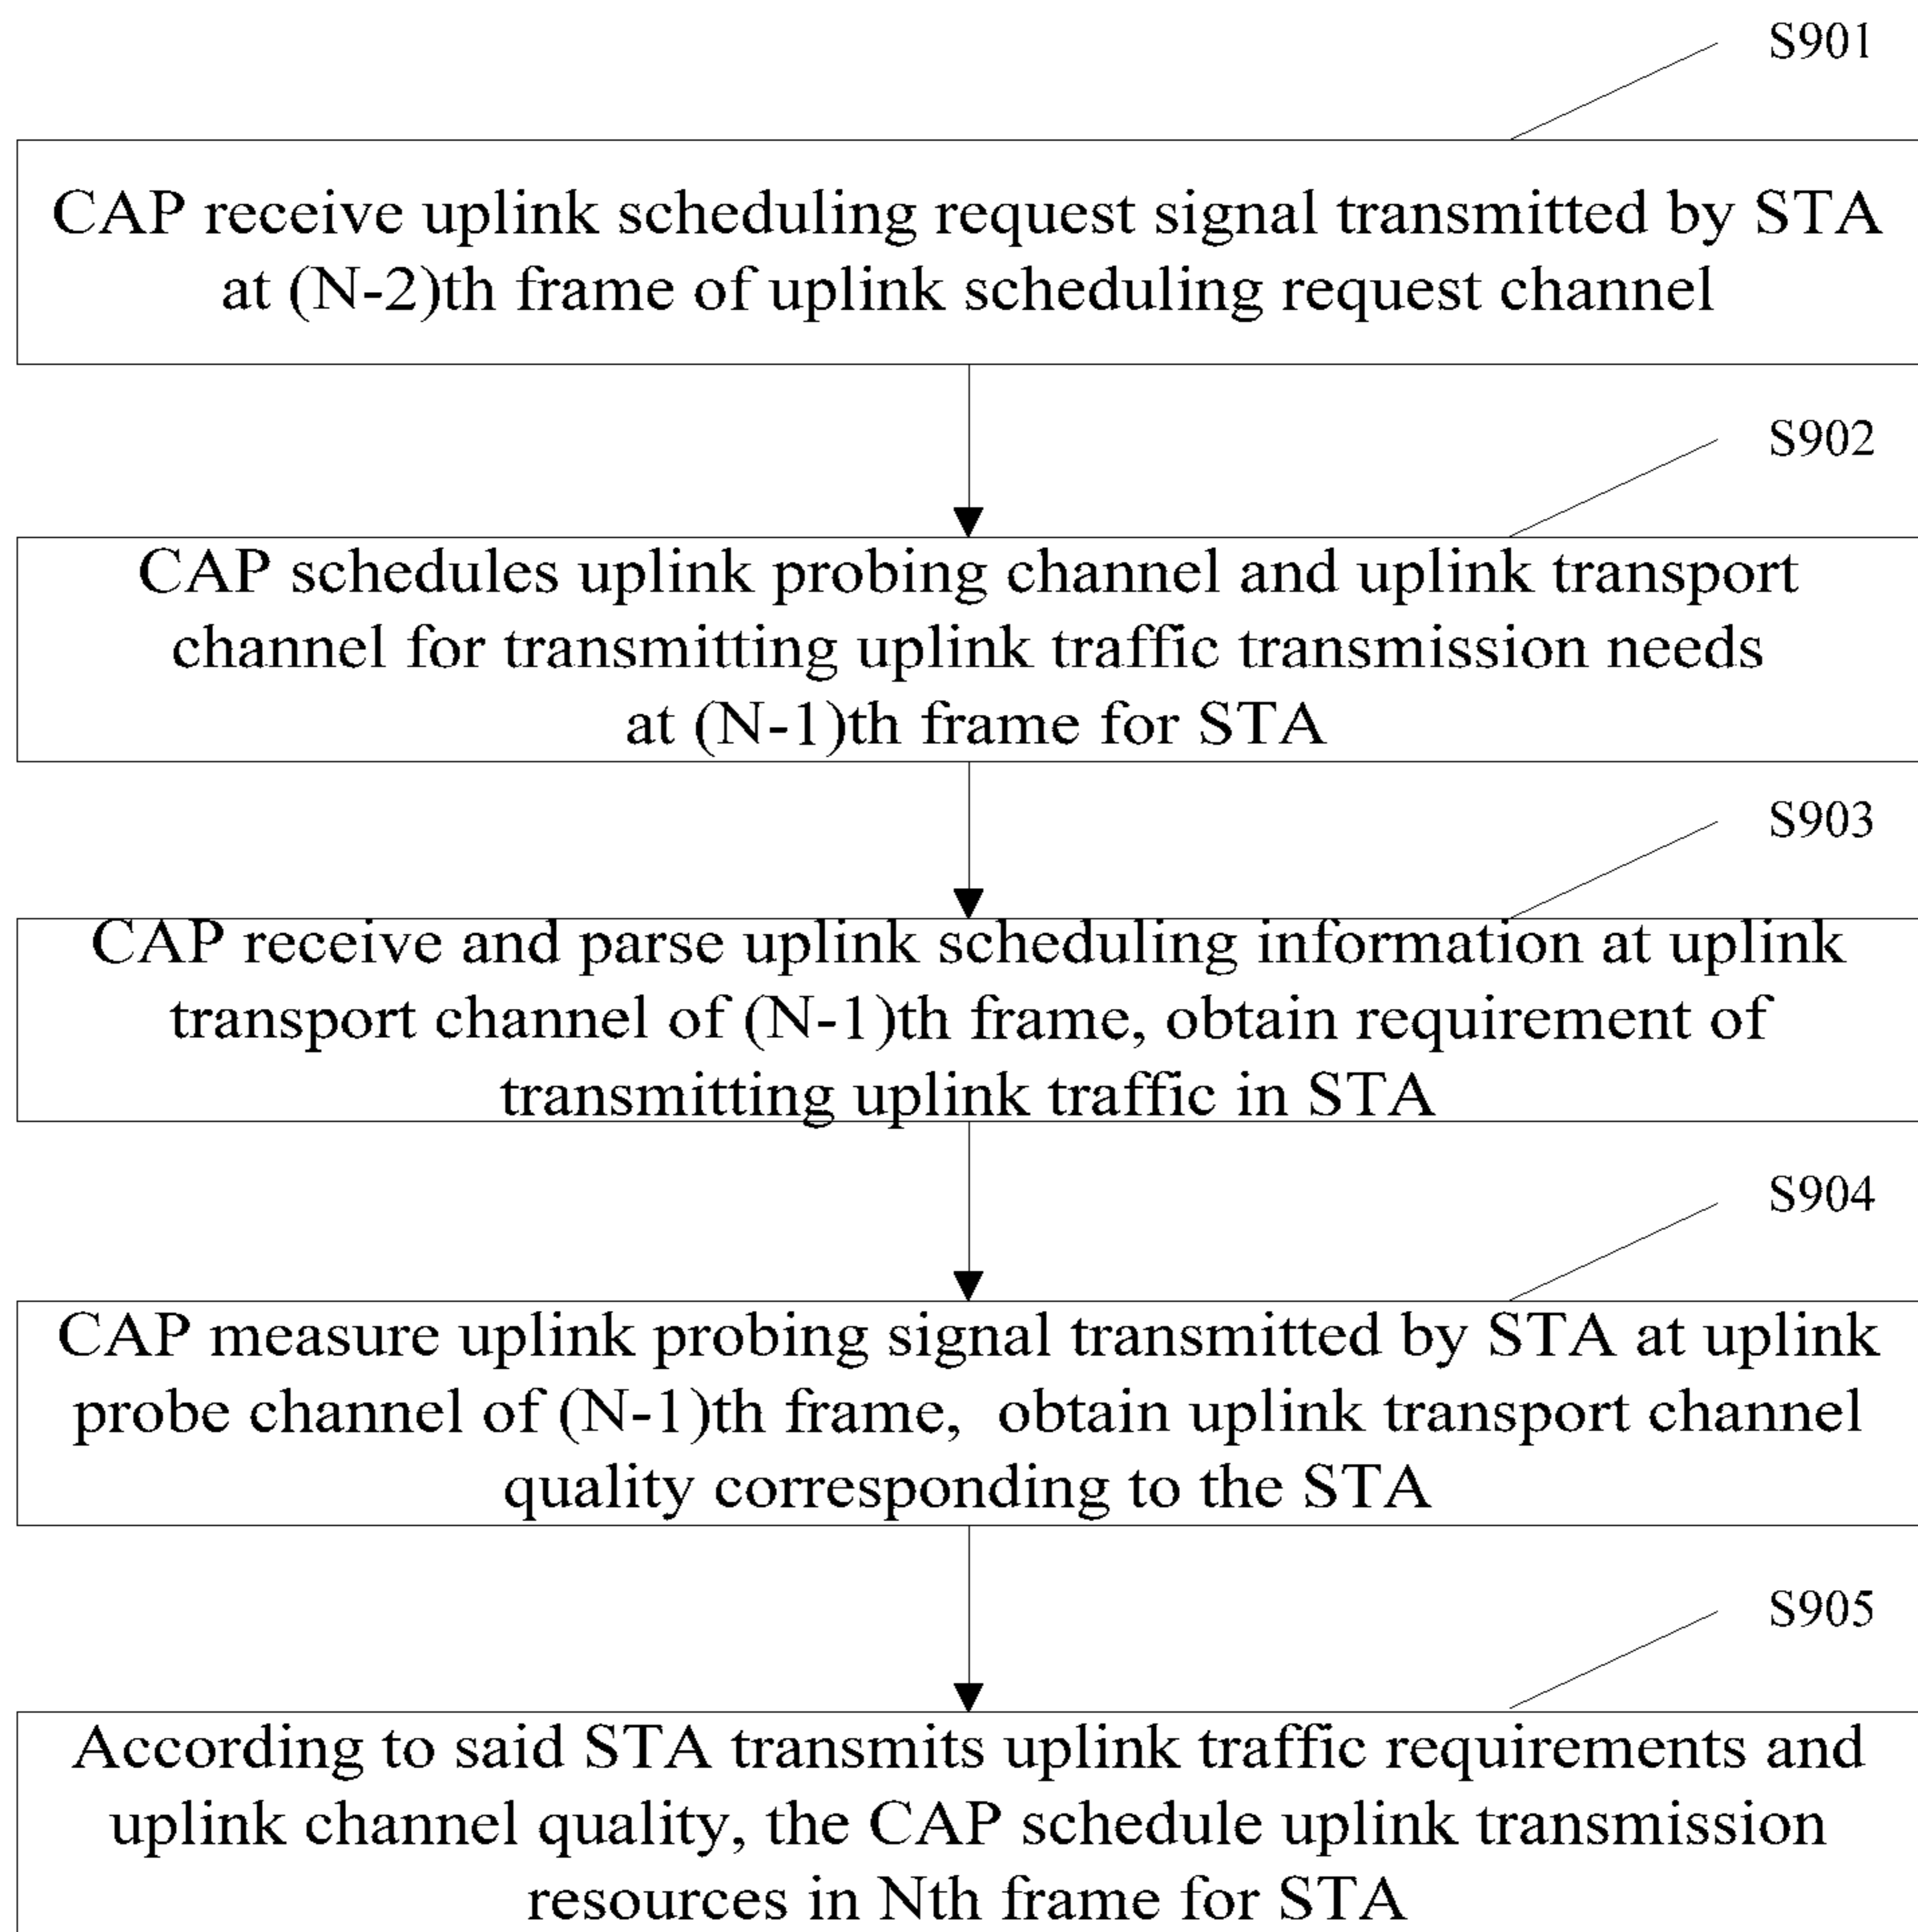 S901
CAP receive uplink scheduling request signal transmitted by STA
at (N-2)th frame of uplink scheduling request channel
S902
CAP schedules uplink probing channel and uplink transport
channel for transmitting uplink traffic transmission needs
at (N-1)th frame for STA
S903
CAP receive and parse uplink scheduling information at uplink
transport channel of (N-1)th frame, obtain requirement of
transmitting uplink traffic in STA
S904
CAP measure uplink probing signal transmitted by STA at uplink
probe channel of (N-1)th frame,  obtain uplink transport channel
quality corresponding to the STA
S905
According to said STA transmits uplink traffic requirements and
uplink channel quality, the CAP schedule uplink transmission
resources in Nth frame for STA